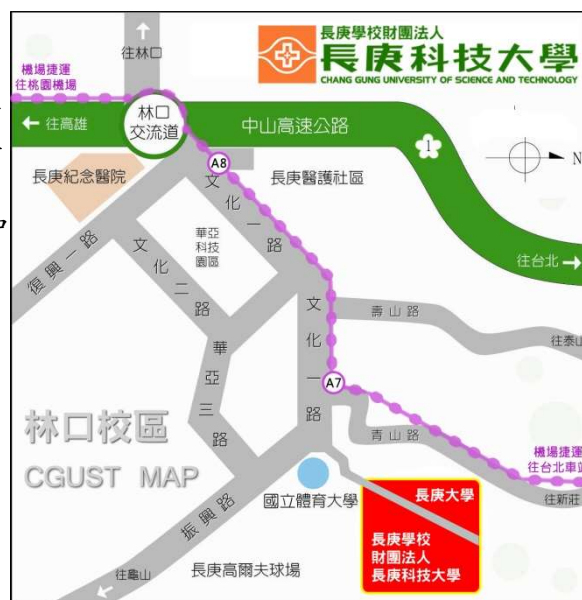 長庚學校財團法人
長庚科技大學
CHANG GUNG UNIVERSITY OF SCIENCE AND TECHNOLOGY
往林口
機場捷運
往桃園機場
← 往高雄
林口
交流道
中山高速公路
1
N
長庚紀念醫院
A8
長庚醫護社區
文化一路
華亞
科技
園區
復興一路
文化二路
往台北→
文化一路
壽山路
往泰山
華亞三路
A7
林口校區
CGUST MAP
青山路
機場捷運
往台北車站
往新莊
國立體育大學
長庚大學
振興路
長庚學校
財團法人
長庚科技大學
往龜山
長庚高爾夫球場